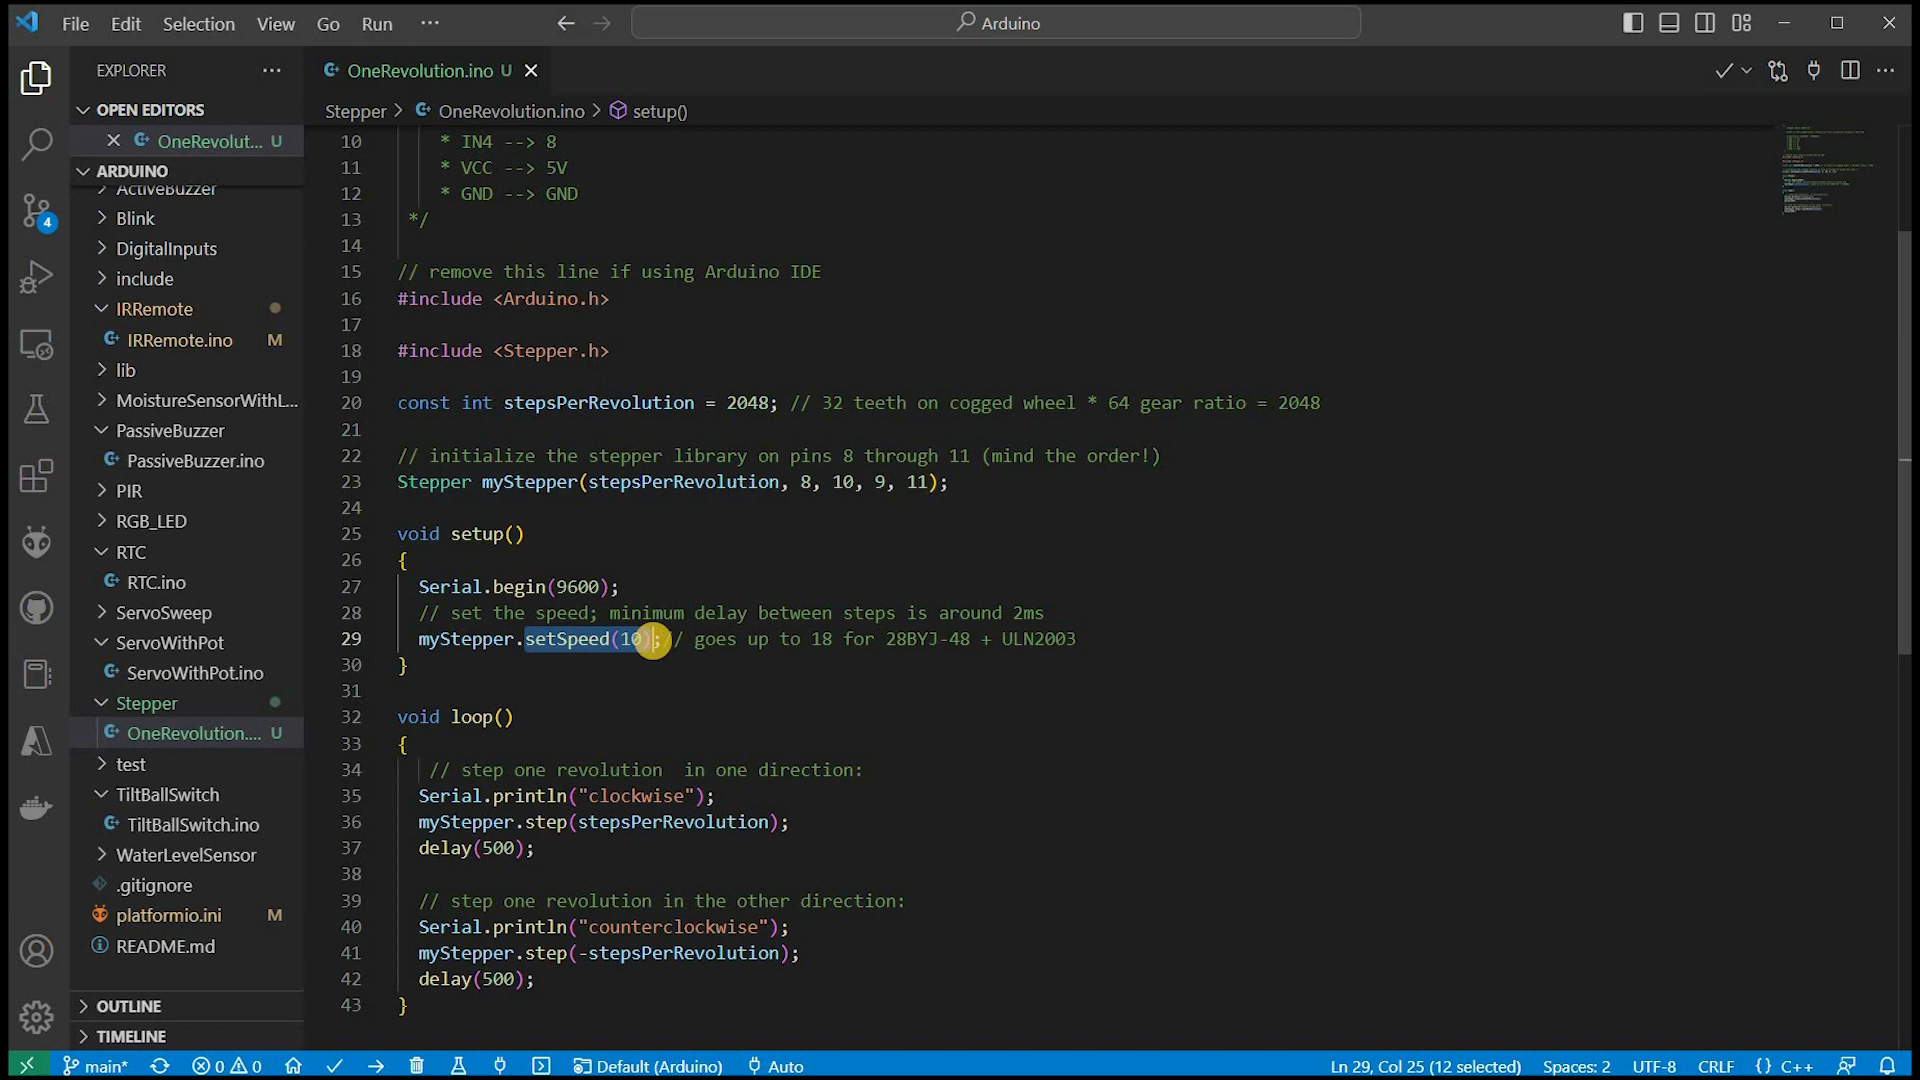 File Edit Selection View Go Run ···
Arduino
EXPLORER ···
OneRevolution.ino U
OPEN EDITORS
OneRevolut... U
ARDUINO
ActiveBuzzer
Blink
DigitalInputs
include
IRRemote
IRRemote.ino M
lib
MoistureSensorWithL...
PassiveBuzzer
PassiveBuzzer.ino
PIR
RGB_LED
RTC
RTC.ino
ServoSweep
ServoWithPot
ServoWithPot.ino
Stepper
OneRevolution.... U
test
TiltBallSwitch
TiltBallSwitch.ino
WaterLevelSensor
.gitignore
platformio.ini M
README.md
OUTLINE
TIMELINE
4
Stepper > OneRevolution.ino > setup()
10 * IN4 --> 8
11 * VCC --> 5V
12 * GND --> GND
13 */
14
15 // remove this line if using Arduino IDE
16 #include <Arduino.h>
17
18 #include <Stepper.h>
19
20 const int stepsPerRevolution = 2048; // 32 teeth on cogged wheel * 64 gear ratio = 2048
21
22 // initialize the stepper library on pins 8 through 11 (mind the order!)
23 Stepper myStepper(stepsPerRevolution, 8, 10, 9, 11);
24
25 void setup()
26 {
27 Serial.begin(9600);
28 // set the speed; minimum delay between steps is around 2ms
29 myStepper.setSpeed(10);// goes up to 18 for 28BYJ-48 + ULN2003
30 }
31
32 void loop()
33 {
34 // step one revolution  in one direction:
35 Serial.println("clockwise");
36 myStepper.step(stepsPerRevolution);
37 delay(500);
38
39 // step one revolution in the other direction:
40 Serial.println("counterclockwise");
41 myStepper.step(-stepsPerRevolution);
42 delay(500);
43 }
main* 0 0 Default (Arduino) Auto Ln 29, Col 25 (12 selected) Spaces: 2 UTF-8 CRLF {} C++